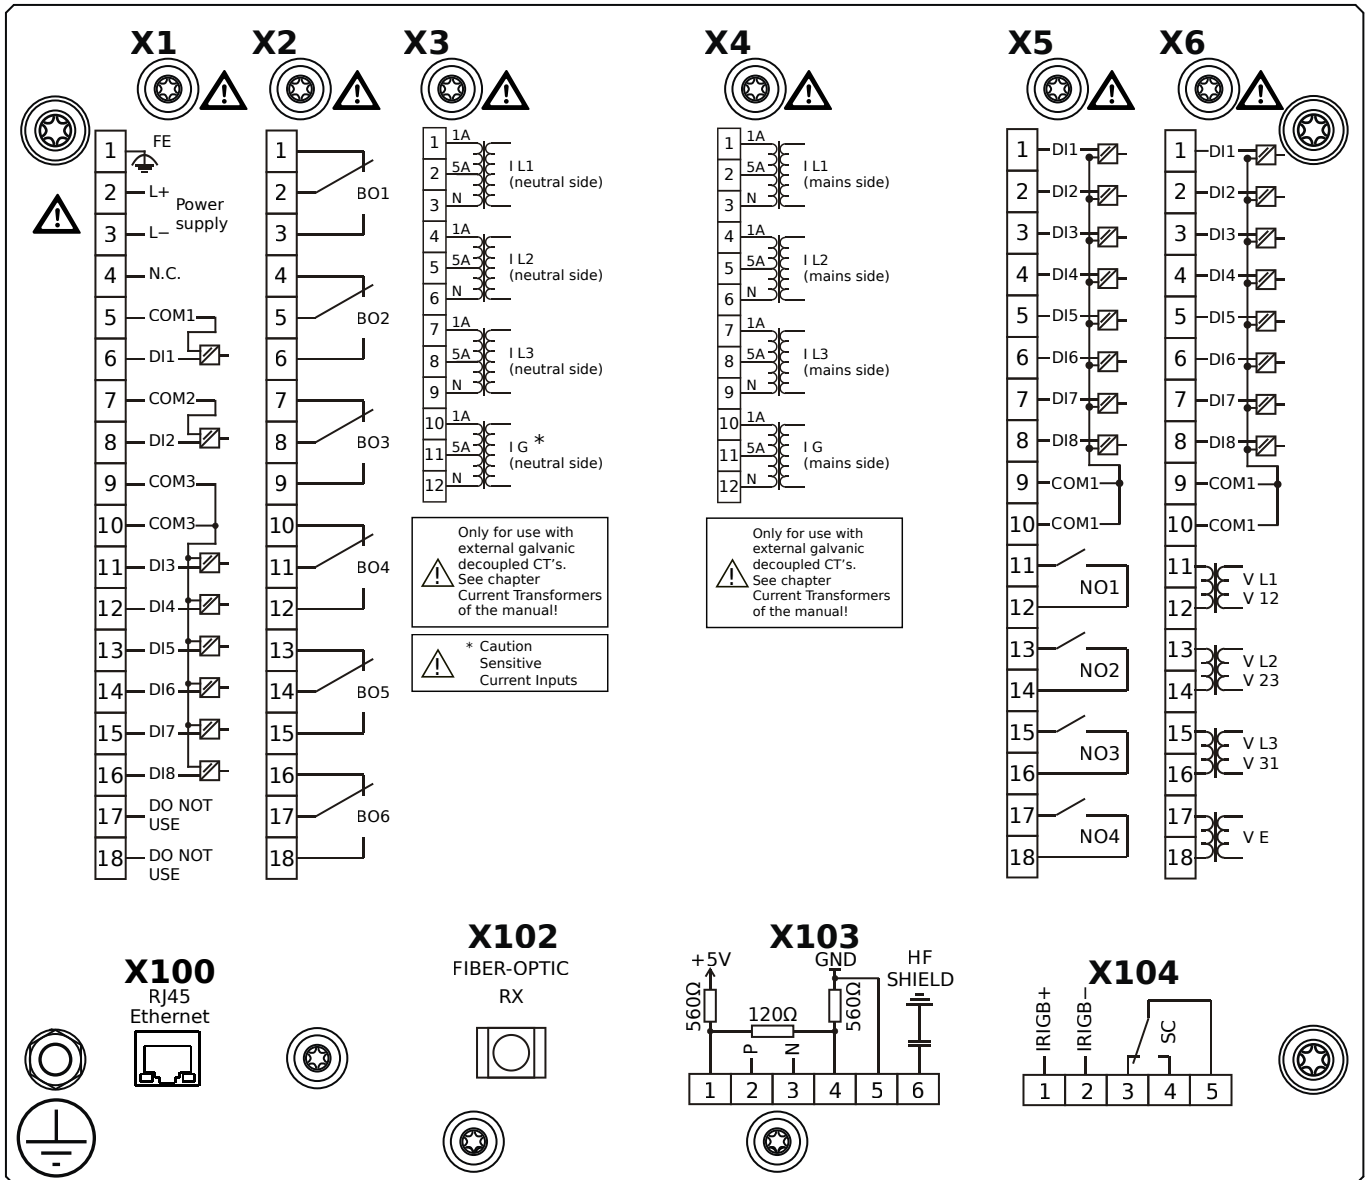 X1
X2
X3
X4
X5
X6
1 FE
2 L+
Power
supply
3 L−
4 N.C.
5 COM1
6 DI1
7 COM2
8 DI2
9 COM3
10 COM3
11 DI3
12 DI4
13 DI5
14 DI6
15 DI7
16 DI8
17 DO NOT
USE
18 DO NOT
USE
1
2 BO1
3
4
5 BO2
6
7
8 BO3
9
10
11 BO4
12
13
14 BO5
15
16
17 BO6
18
1 1A
2 5A
3 N
I L1
(neutral side)
4 1A
5 5A
6 N
I L2
(neutral side)
7 1A
8 5A
9 N
I L3
(neutral side)
10 1A
11 5A
12 N
I G *
(neutral side)
Only for use with
external galvanic
decoupled CT's.
See chapter
Current Transformers
of the manual!
* Caution
Sensitive
Current Inputs
1 1A
2 5A
3 N
I L1
(mains side)
4 1A
5 5A
6 N
I L2
(mains side)
7 1A
8 5A
9 N
I L3
(mains side)
10 1A
11 5A
12 N
I G
(mains side)
Only for use with
external galvanic
decoupled CT's.
See chapter
Current Transformers
of the manual!
1 DI1
2 DI2
3 DI3
4 DI4
5 DI5
6 DI6
7 DI7
8 DI8
9 COM1
10 COM1
11
NO1
12
13
NO2
14
15
NO3
16
17
NO4
18
1 DI1
2 DI2
3 DI3
4 DI4
5 DI5
6 DI6
7 DI7
8 DI8
9 COM1
10 COM1
11 V L1
12 V 12
13 V L2
14 V 23
15 V L3
16 V 31
17
V E
18
X100
RJ45
Ethernet
X102
FIBER-OPTIC
RX
X103
+5V
GND
HF
SHIELD
560Ω
120Ω
560Ω
P
N
1 2 3 4 5 6
X104
IRIGB+
IRIGB−
SC
1 2 3 4 5